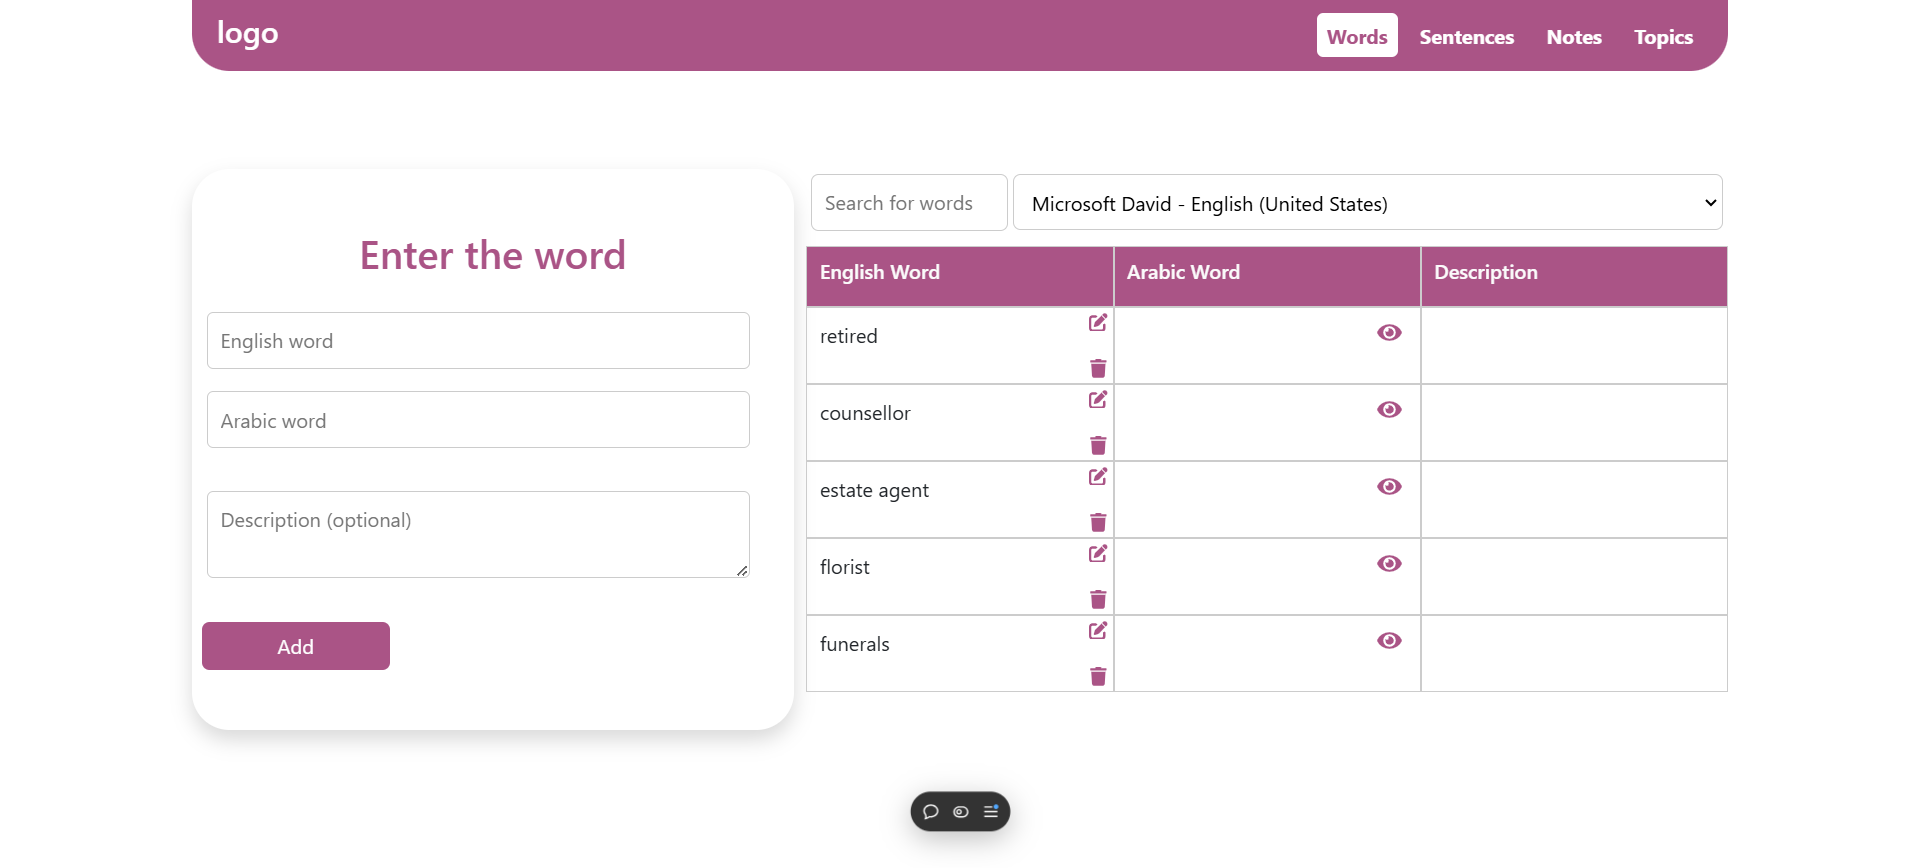 logo
Words Sentences Notes Topics
Enter the word
English word
Arabic word
Description (optional)
Add
Search for words
Microsoft David - English (United States)
English Word Arabic Word Description
retired
counsellor
estate agent
florist
funerals